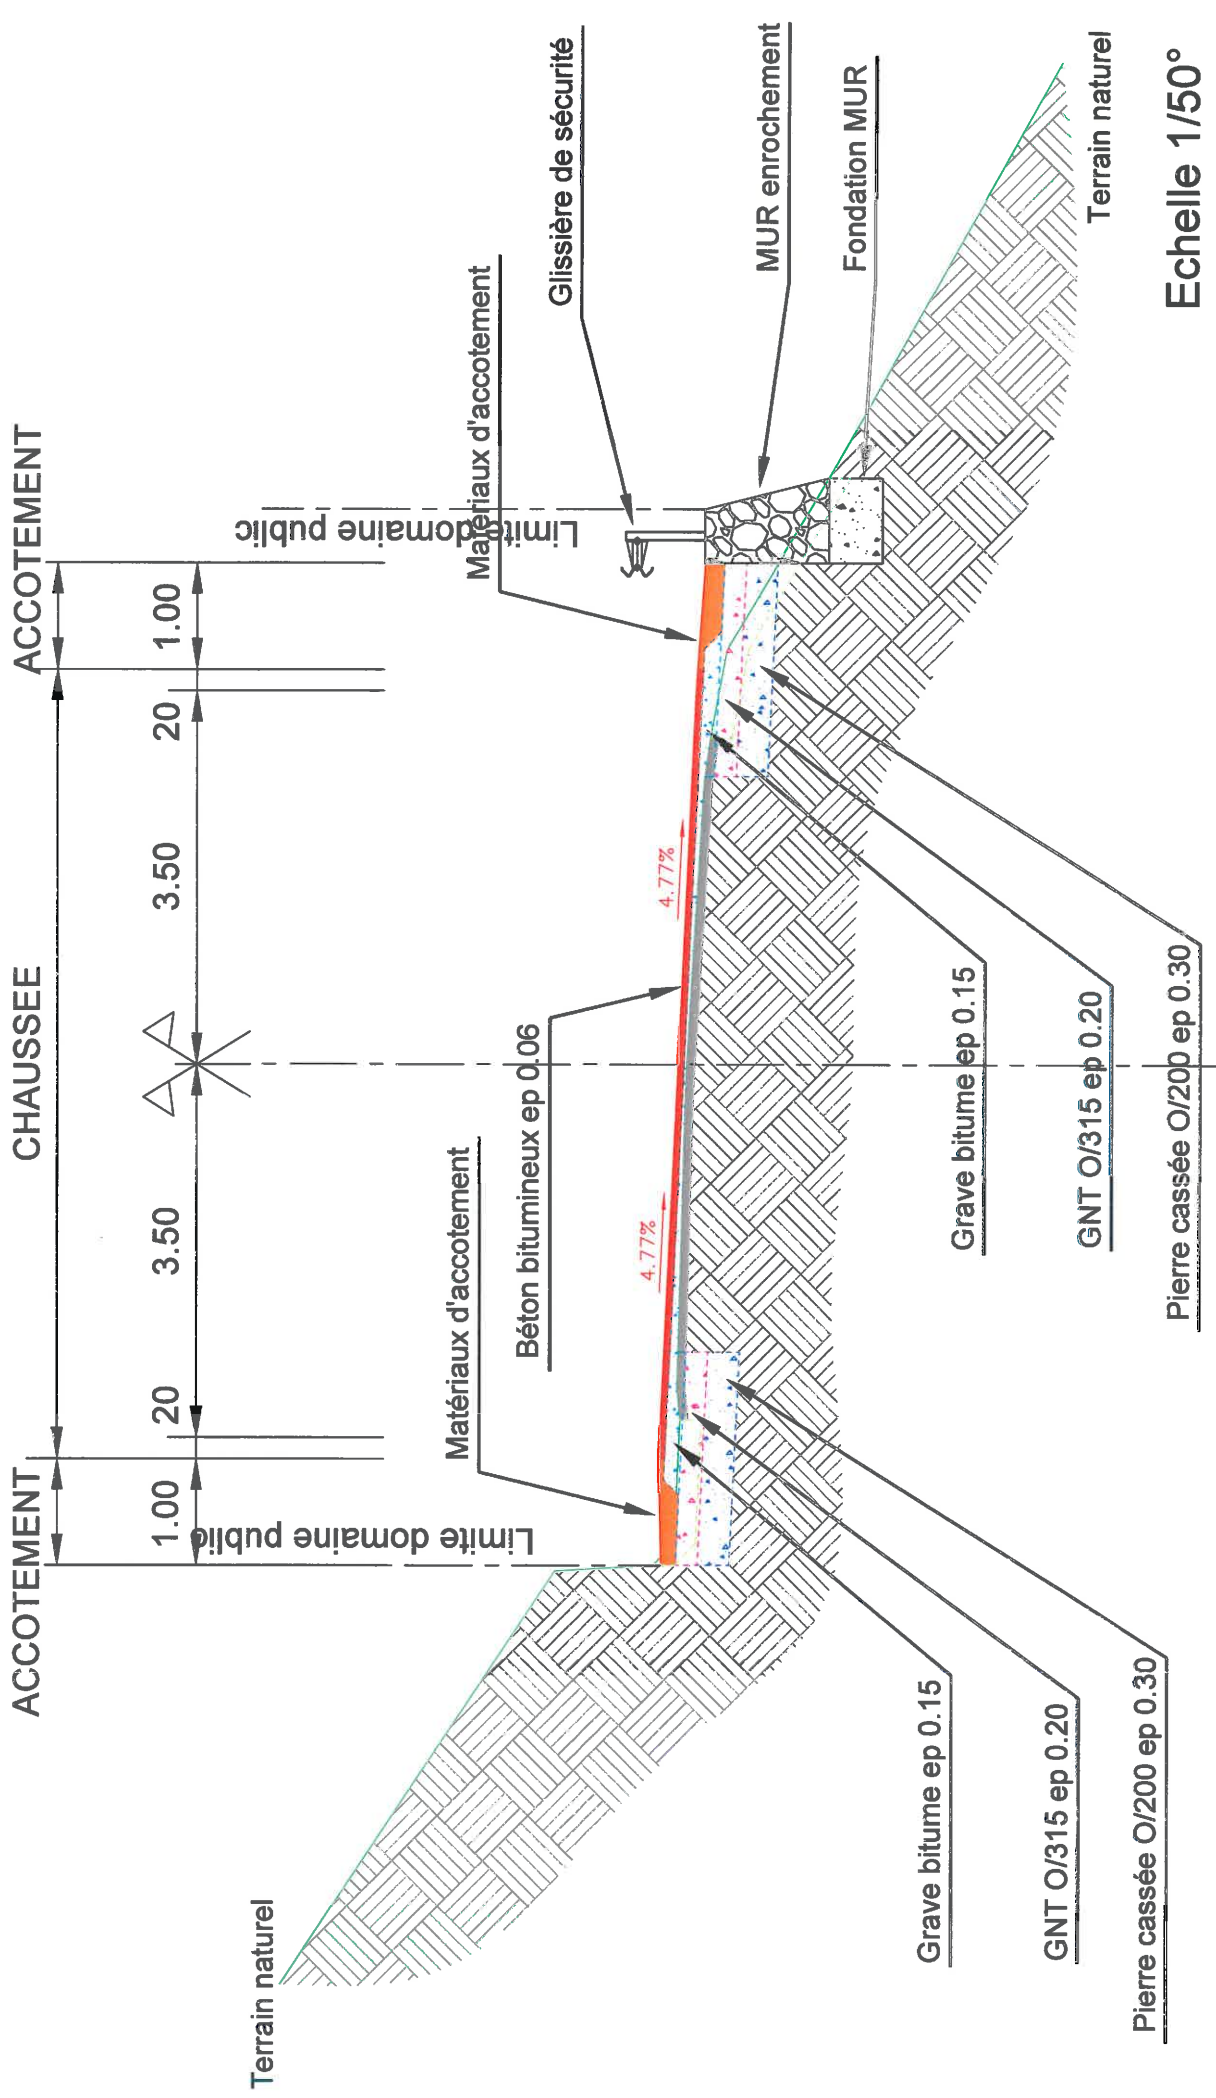 ACCOTEMENT
CHAUSSEE
ACCOTEMENT
1.00
20
3.50
3.50
20
1.00
Limite domaine public
Limite domaine public
Terrain naturel
Matériaux d'accotement
Béton bitumineux ep 0.06
Matériaux d'accotement
Glissière de sécurité
4.77%
4.77%
MUR enrochement
Fondation MUR
Grave bitume ep 0.15
GNT O/315 ep 0.20
Pierre cassée O/200 ep 0.30
Grave bitume ep 0.15
GNT O/315 ep 0.20
Pierre cassée O/200 ep 0.30
Terrain naturel
Echelle 1/50°